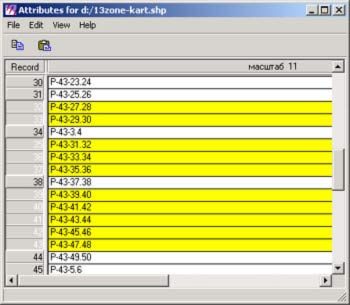 Attributes for d:/13zone-kart.shp
File Edit View Help
Record масштаб 11
30 P-43-23.24
31 P-43-25.26
32 P-43-27.28
33 P-43-29.30
34 P-43-3.4
35 P-43-31.32
36 P-43-33.34
37 P-43-35.36
38 P-43-37.38
39 P-43-39.40
40 P-43-41.42
41 P-43-43.44
42 P-43-45.46
43 P-43-47.48
44 P-43-49.50
45 P-43-5.6